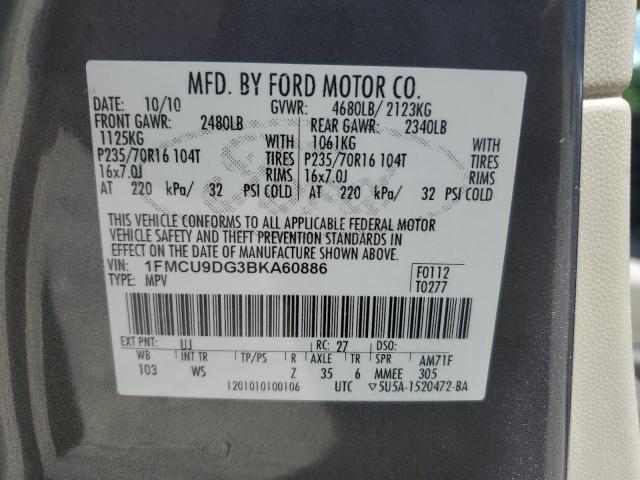 MFD. BY FORD MOTOR CO.
DATE: 10/10 GVWR: 4680LB/ 2123KG
FRONT GAWR: 2480LB REAR GAWR: 2340LB
1125KG WITH 1061KG WITH
P235/70R16 104T TIRES P235/70R16 104T TIRES
16x7.0J RIMS 16x7.0J RIMS
AT 220 kPa/ 32 PSI COLD AT 220 kPa/ 32 PSI COLD
THIS VEHICLE CONFORMS TO ALL APPLICABLE FEDERAL MOTOR
VEHICLE SAFETY AND THEFT PREVENTION STANDARDS IN
EFFECT ON THE DATE OF MANUFACTURE SHOWN ABOVE.
VIN: 1FMCU9DG3BKA60886 F0112
TYPE: MPV T0277
EXT PNT: UJ RC: 27 DSO:
WB INT TR TP/PS R AXLE TR SPR AM71F
103 WS Z 35 6 MMEE 305
1201010100106 UTC ▽5U5A-1520472-BA